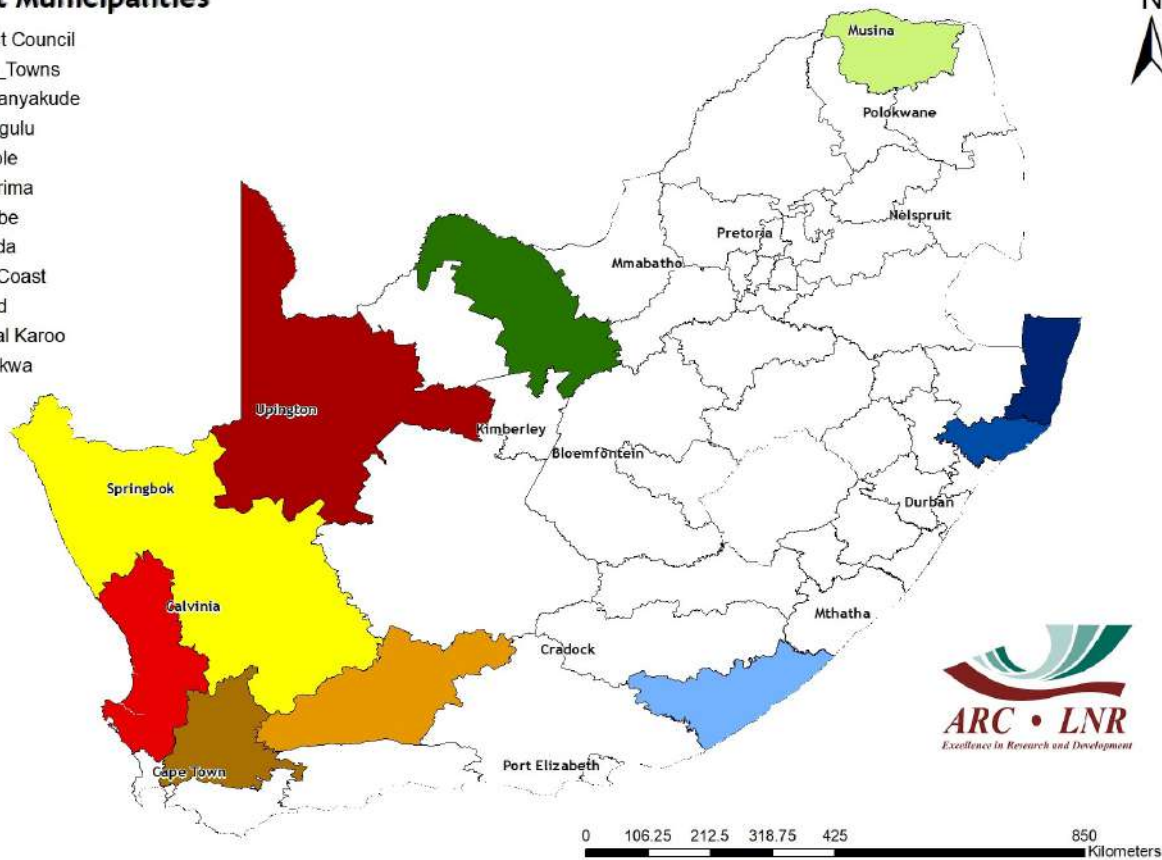 t Municipalities
N
t Council
_Towns
anyakude
gulu
ole
rima
be
da
Coast
d
al Karoo
kwa
Musina
Polokwane
Nelspruit
Pretoria
Mmabatho
Upington
Kimberley
Bloemfontein
Springbok
Durban
Calvinia
Mthatha
Cradock
ARC • LNR
Excellence in Research and Development
Port Elizabeth
Cape Town
0 106.25 212.5 318.75 425 850
Kilometers